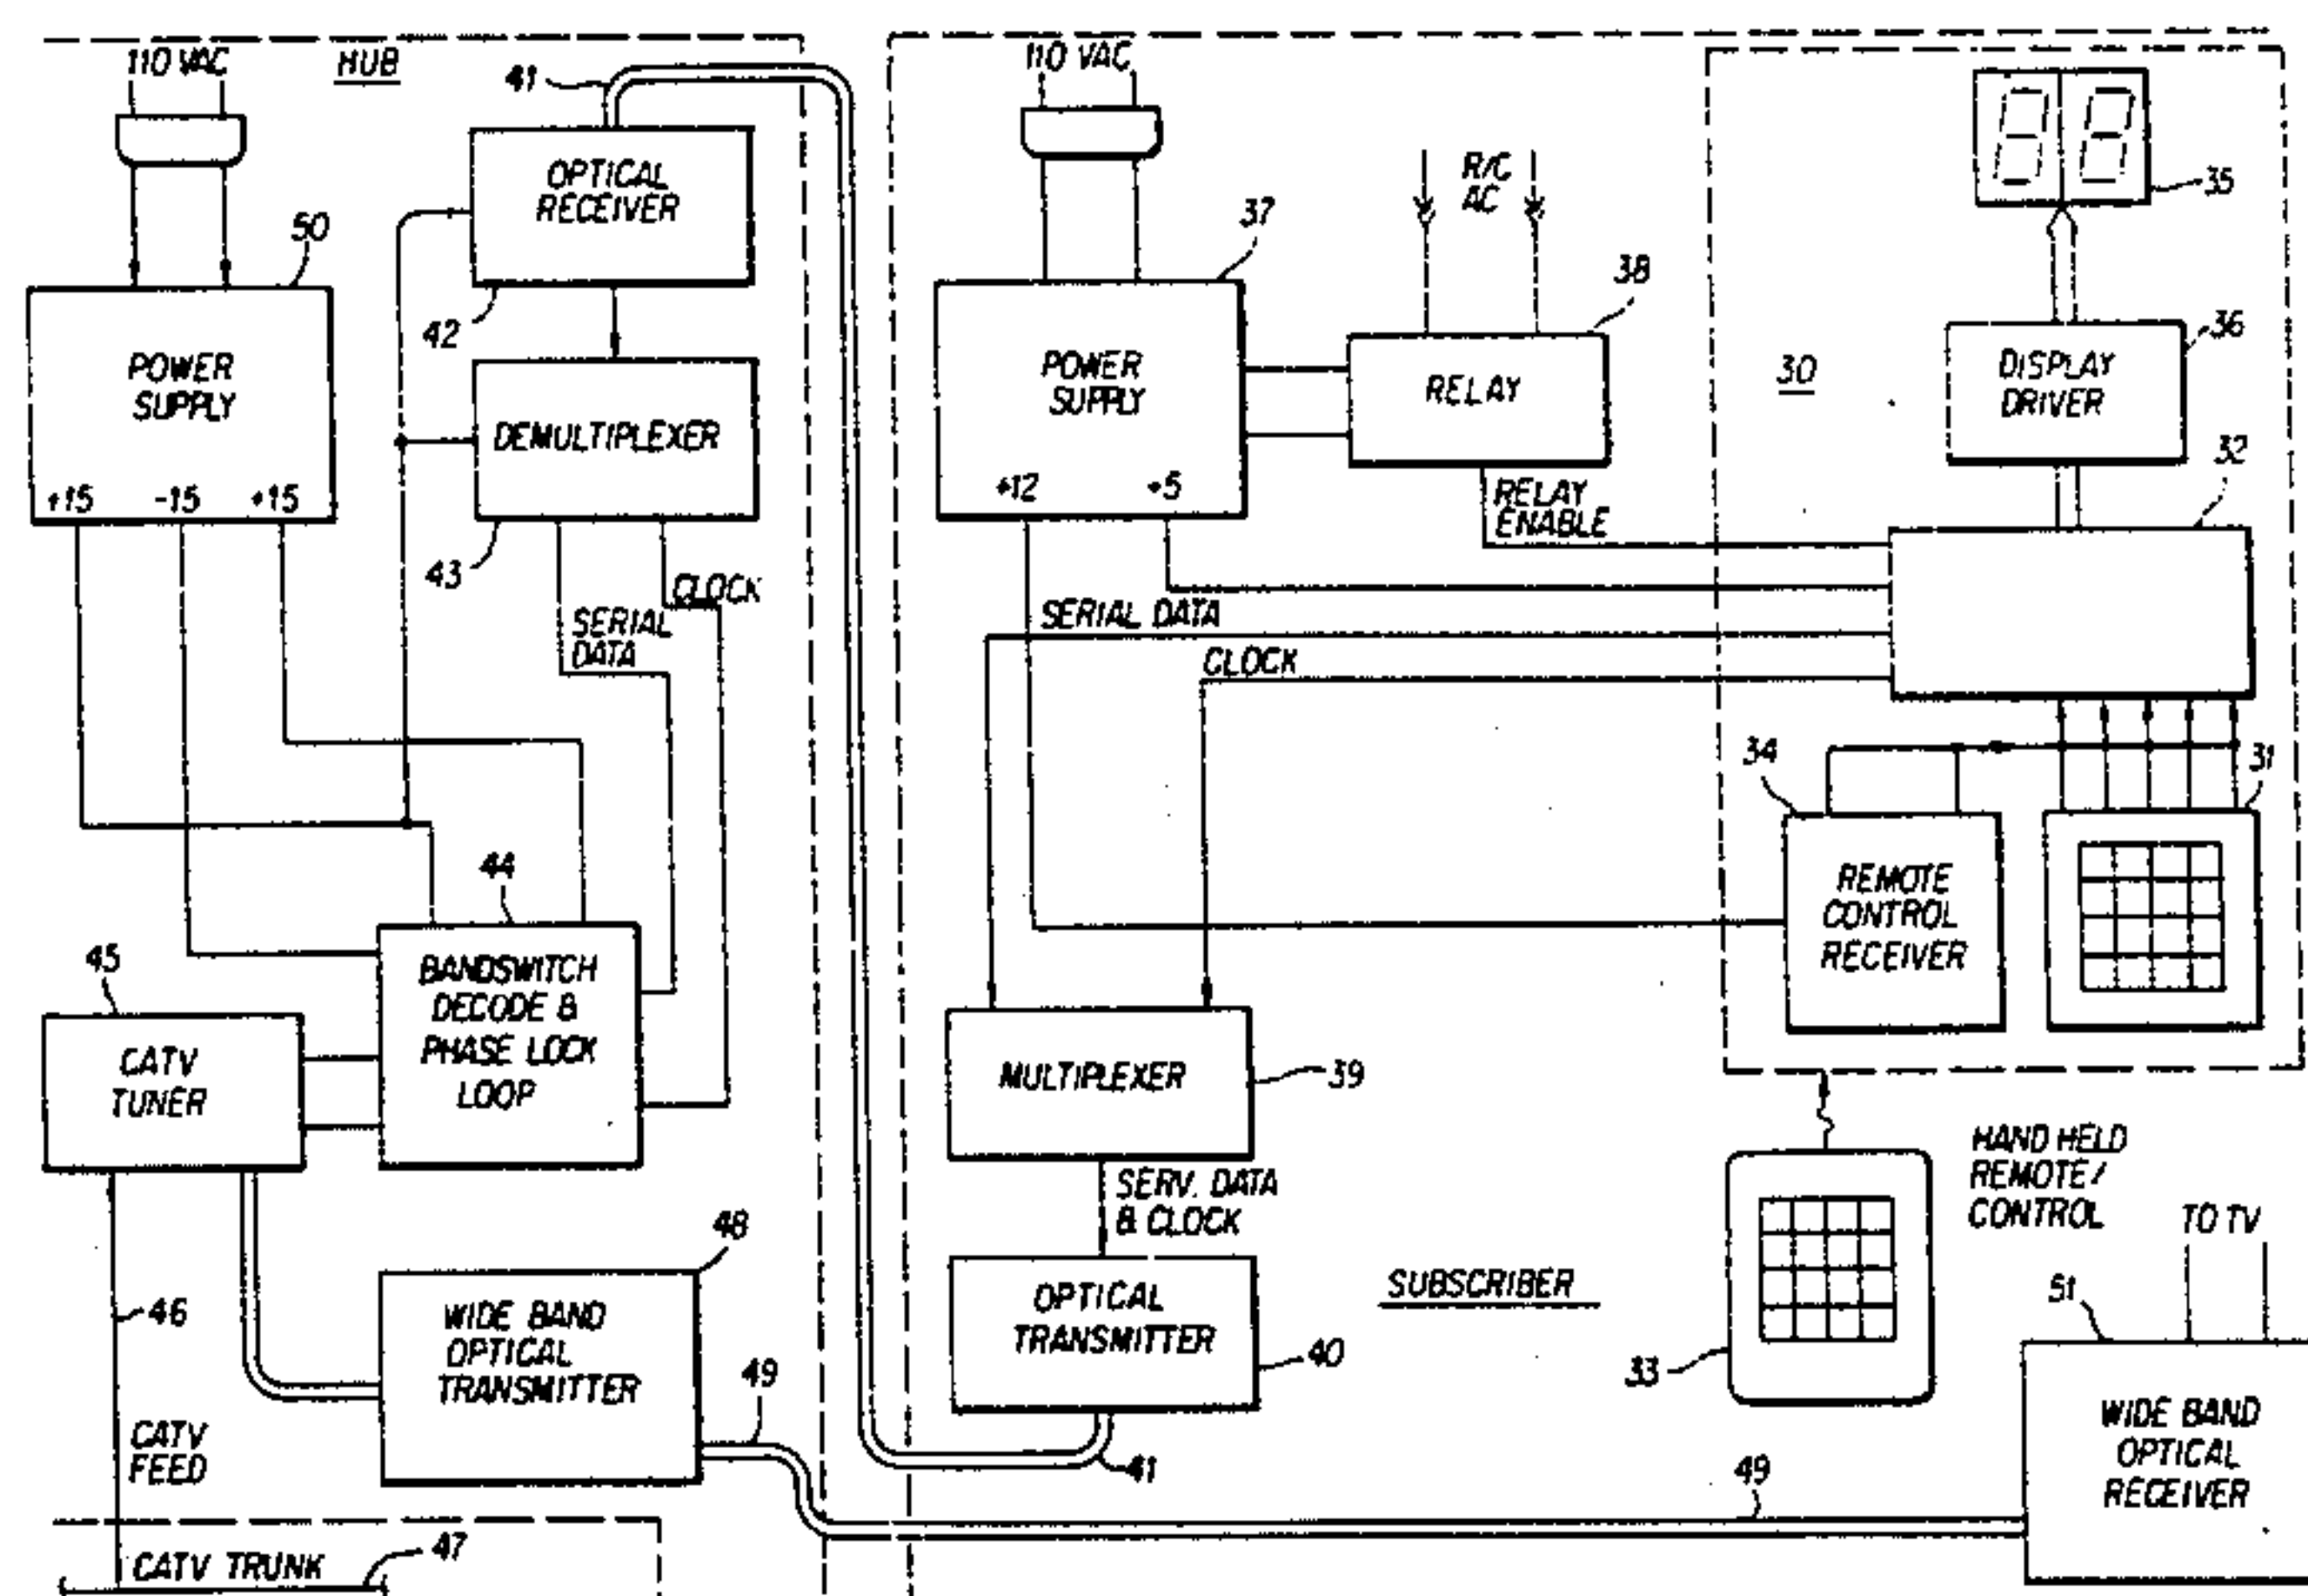 110 VAC
HUB
41
OPTICAL
RECEIVER
50
42
POWER
SUPPLY
+15 -15 +15
DEMULTIPLEXER
43
CLOCK
SERIAL
DATA
44
45
BANDSWITCH
DECODE &
PHASE LOCK
LOOP
CATV
TUNER
48
46
WIDE BAND
OPTICAL
TRANSMITTER
49
CATV
FEED
CATV TRUNK
47
110 VAC
R/C
AC
37
38
POWER
SUPPLY
+12 +5
RELAY
RELAY
ENABLE
SERIAL DATA
CLOCK
MULTIPLEXER
39
SERV. DATA
& CLOCK
OPTICAL
TRANSMITTER
40
41
SUBSCRIBER
49
88
35
36
30
DISPLAY
DRIVER
32
34
31
REMOTE
CONTROL
RECEIVER
HAND HELD
REMOTE/
CONTROL
33
TO TV
51
WIDE BAND
OPTICAL
RECEIVER